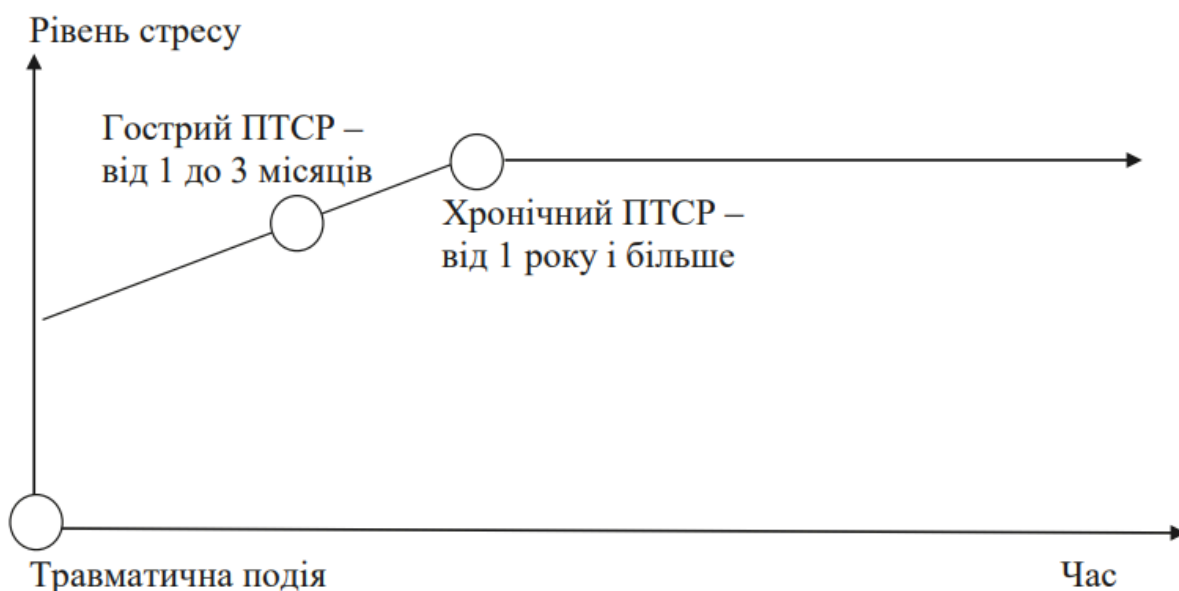 Рівень стресу
Гострий ПТСР –
від 1 до 3 місяців
Хронічний ПТСР –
від 1 року і більше
Травматична подія
Час